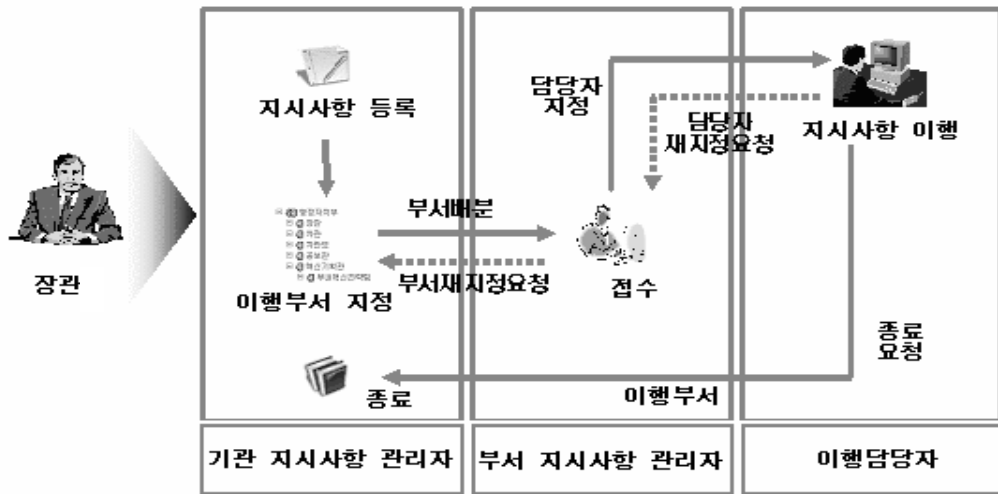 지시사항 등록
담당자
지정
담당자
재지정요청
지시사항 이행
장관
부서배분
부서재지정요청
이행부서 지정
접수
종료
요청
종료
이행부서
기관 지시사항 관리자
부서 지시사항 관리자
이행담당자